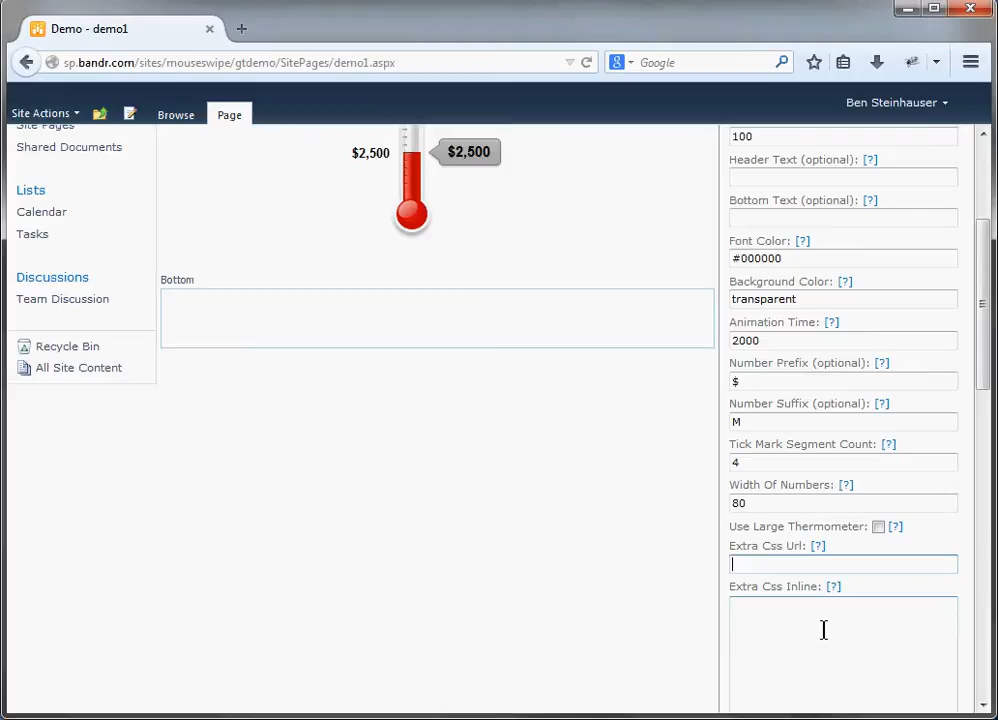 Demo - demo1
sp.bandr.com/sites/mouseswipe/gtdemo/SitePages/demo1.aspx
Google
Ben Steinhauser
Site Actions
Browse
Page
Site Pages
Shared Documents
Lists
Calendar
Tasks
Discussions
Team Discussion
Recycle Bin
All Site Content
$2,500
$2,500
Bottom
100
Header Text (optional): [?]
Bottom Text (optional): [?]
Font Color: [?]
#000000
Background Color: [?]
transparent
Animation Time: [?]
2000
Number Prefix (optional): [?]
$
Number Suffix (optional): [?]
M
Tick Mark Segment Count: [?]
4
Width Of Numbers: [?]
80
Use Large Thermometer: [?]
Extra Css Url: [?]
Extra Css Inline: [?]